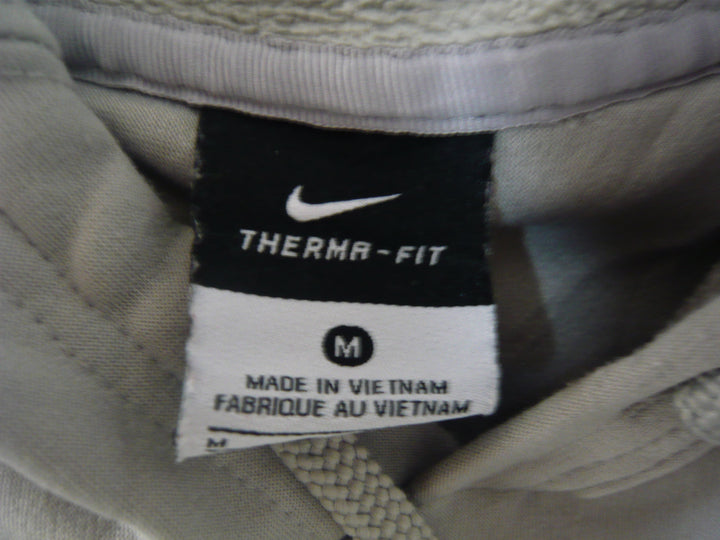 THERMA-FIT
M
MADE IN VIETNAM
FABRIQUE AU VIETNAM
M